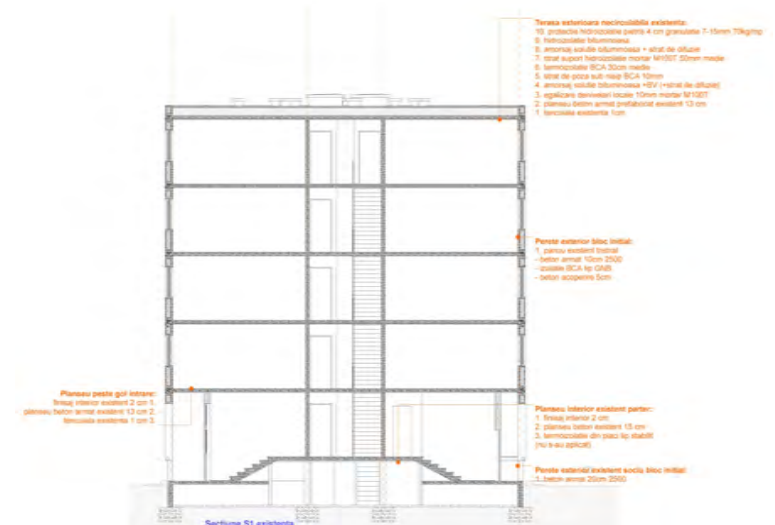 Terasa exterioara necirculabila existenta:
10. protectie hidroizolatie pietris 4 cm granulatie 7-15mm 70kg/mp
9. hidroizolatie bituminoasa
8. amorsaj solutie bituminoasa + strat de difuzie
7. strat suport hidroizolatie mortar M100T 50mm medie
6. termoizolatie BCA 30cm medie
5. strat de poza sub nisip BCA 10mm
4. amorsaj solutie bituminoasa +BV (+strat de difuzie)
3. egalizare denivelari locale 10mm mortar M100T
2. planseu beton armat prefabricat existent 13 cm
1. tencuiala existenta 1cm
Perete exterior bloc initial:
1. panou existent tristrat
- beton armat 10cm 2500
- izolatie BCA tip GNB
- beton acoperire 5cm
Planseu peste gol intrare:
finisaj interior existent 2 cm 1.
planseu beton armat existent 13 cm 2.
tencuiala existenta 1 cm 3.
Planseu interior existent parter:
1. finisaj interior 2 cm
2. planseu beton existent 15 cm
3. termoizolatie din placi tip stabilit
(nu s-au aplicat)
Perete exterior existent soclu bloc initial:
1. beton armat 20cm 2500
Sectiune S1 existenta